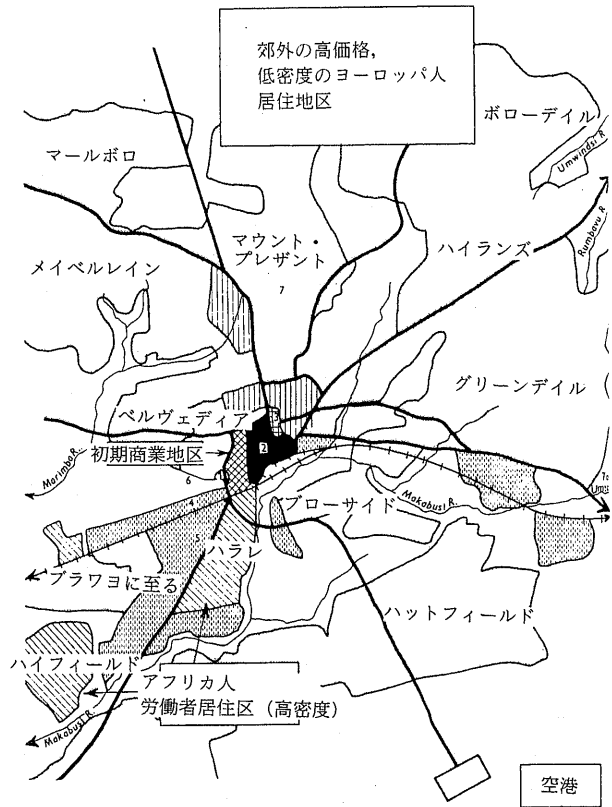 郊外の高価格,
低密度のヨーロッパ人
居住地区
ボローデイル
Umwindsi R
マールボロ
Rumbavu R
マウント・
プレザント
ハイランズ
メイベルレイン
7
グリーンデイル
ベルヴェディア
3
2
初期商業地区
Marimba R
6
Makabusi R.
ブローサイド
4
5
ハラレ
ブラワヨに至る
ハットフィールド
ハイフィールド
アフリカ人
労働者居住区（高密度）
Makabusi R.
空港